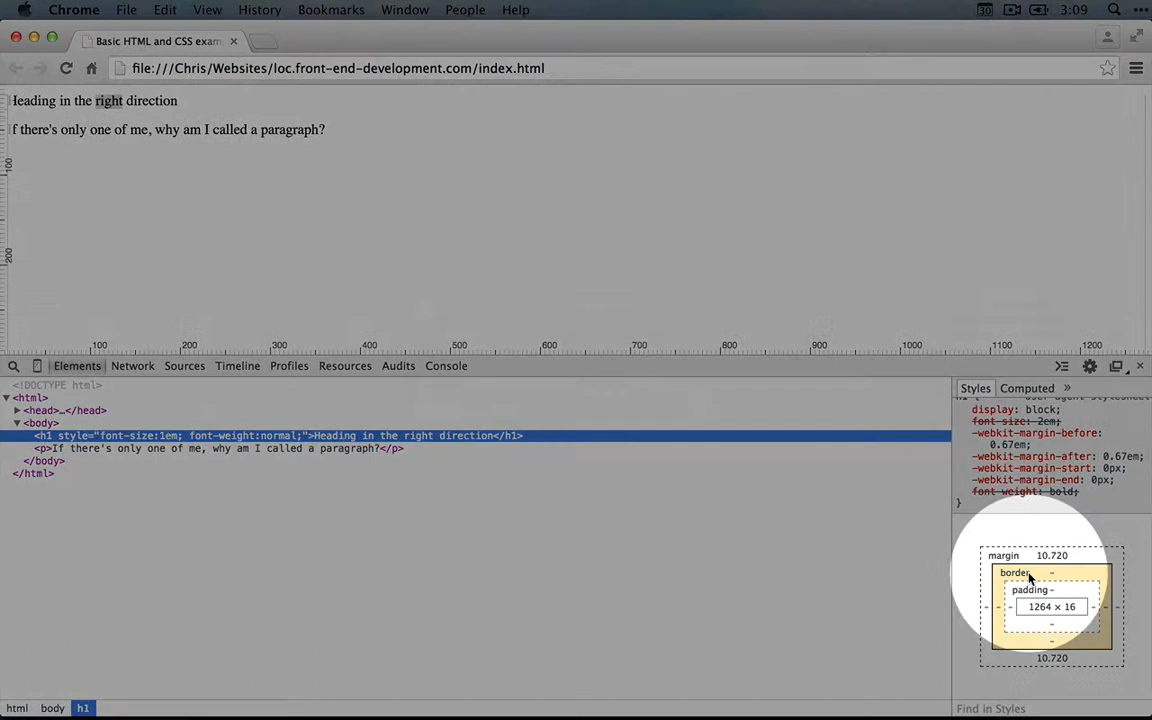 Chrome File Edit View History Bookmarks Window People Help 30 3:09
Basic HTML and CSS exam
file:///Chris/Websites/loc.front-end-development.com/index.html
Heading in the right direction
If there's only one of me, why am I called a paragraph?
100
200
100 200 300 400 500 600 700 800 900 1000 1100 1200
Elements Network Sources Timeline Profiles Resources Audits Console
<!DOCTYPE html>
<html>
<head>…</head>
<body>
<h1 style="font-size:1em; font-weight:normal;">Heading in the right direction</h1>
<p>If there's only one of me, why am I called a paragraph?</p>
</body>
</html>
Styles Computed »
h1 { user agent stylesheet
display: block;
font-size: 2em;
-webkit-margin-before:
0.67em;
-webkit-margin-after: 0.67em;
-webkit-margin-start: 0px;
-webkit-margin-end: 0px;
font-weight: bold;
}
margin 10.720
border -
padding -
- - - 1264 × 16 - - -
-
-
10.720
html body h1
Find in Styles